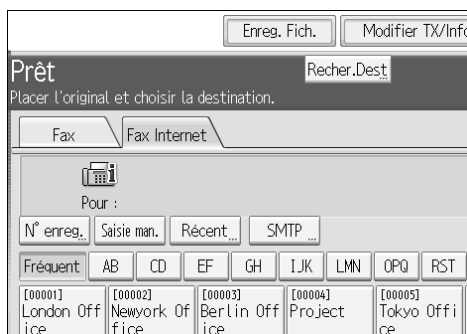 Enreg. Fich. Modifier TX/Info
Prêt Recher.Dest
Placer l'original et choisir la destination.
Fax Fax Internet
Pour :
N° enreg. Saisie man. Récent SMTP
Fréquent AB CD EF GH IJK LMN OPQ RST
[00001] [00002] [00003] [00004] [00005]
London Off Newyork Of Berlin Off Project Tokyo Offi
ice ffice ice ce